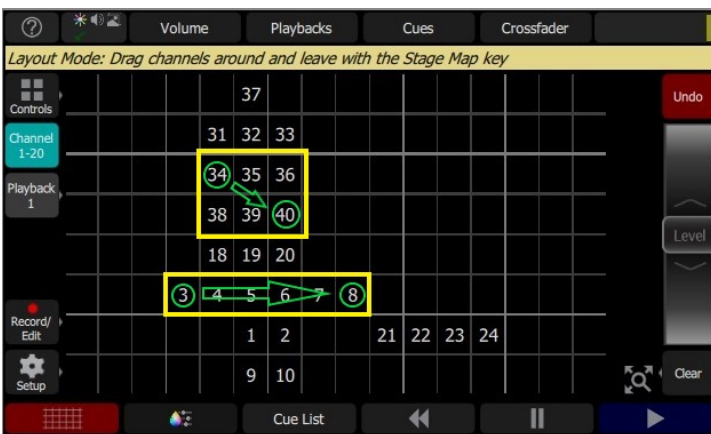 ? Volume Playbacks Cues Crossfader
Layout Mode: Drag channels around and leave with the Stage Map key
Controls
37
Undo
Channel
1-20
31 32 33
34 35 36
Playback
1
38 39 40
Level
18 19 20
3 4 5 6 7 8
Record/
Edit
1 2 21 22 23 24
Setup
9 10
Clear
Cue List